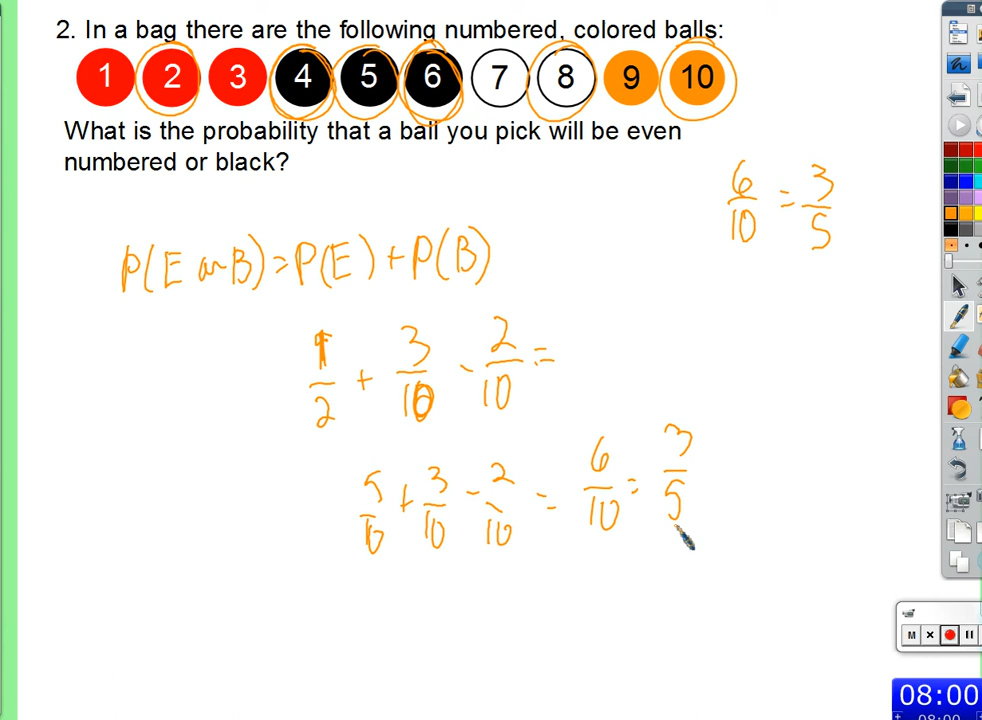 2. In a bag there are the following numbered, colored balls:
1 2 3 4 5 6 7 8 9 10
What is the probability that a ball you pick will be even
numbered or black?
6/10 = 3/5
P(E or B) = P(E) + P(B)
1/2 + 3/10 - 2/10 =
5/10 + 3/10 - 2/10 = 6/10 = 3/5
M
08:00